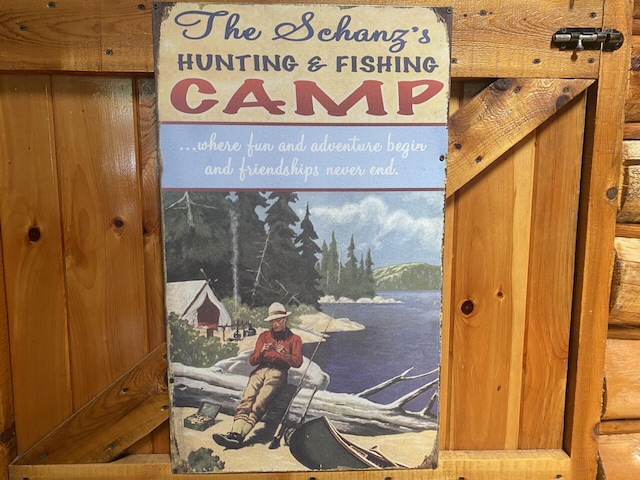 The Schanz's
HUNTING & FISHING
CAMP
...where fun and adventure begin
and friendships never end.